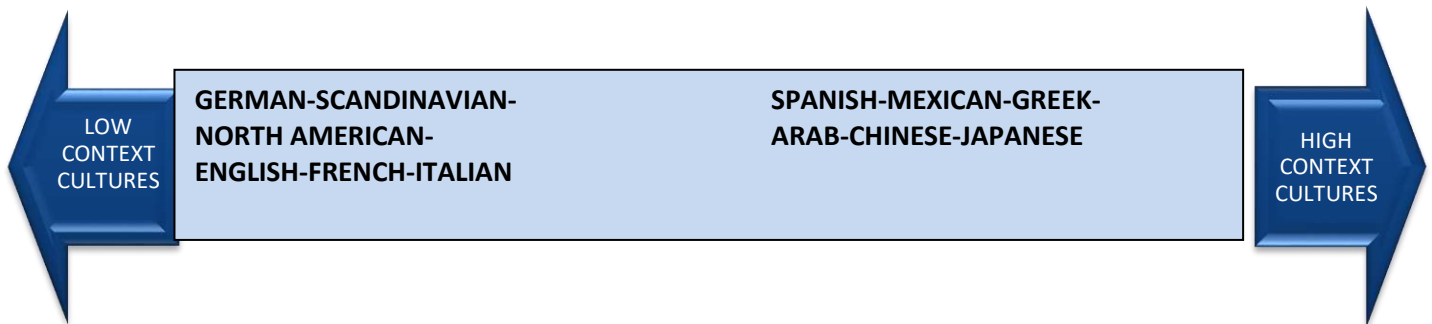 LOW
CONTEXT
CULTURES
GERMAN-SCANDINAVIAN-
NORTH AMERICAN-
ENGLISH-FRENCH-ITALIAN
SPANISH-MEXICAN-GREEK-
ARAB-CHINESE-JAPANESE
HIGH
CONTEXT
CULTURES